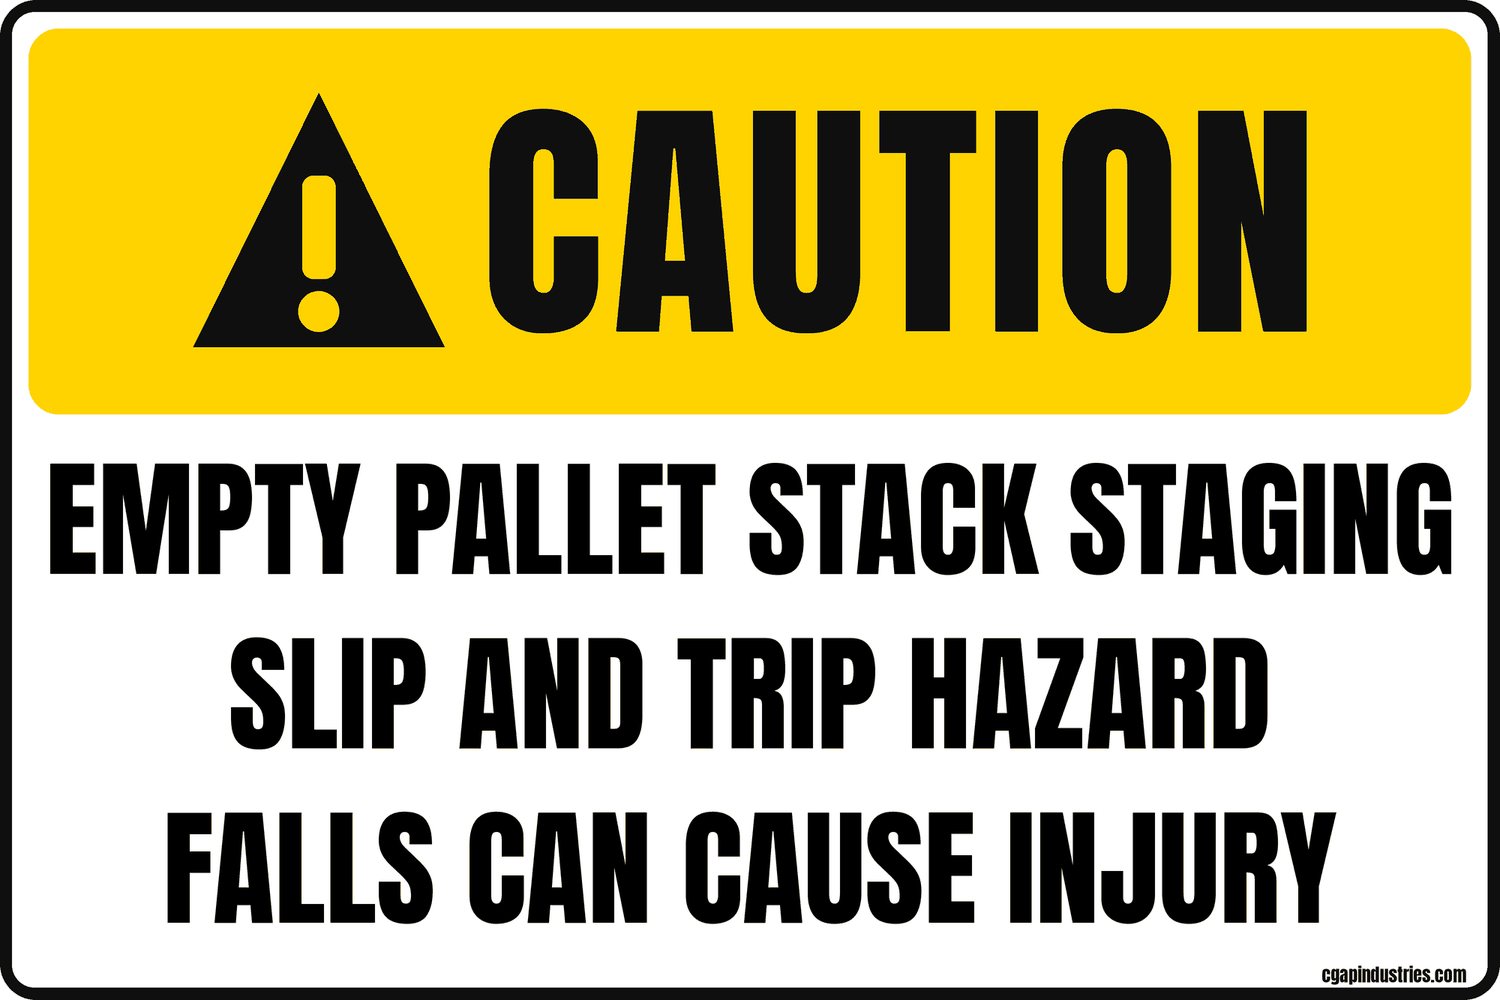 CAUTION
EMPTY PALLET STACK STAGING
SLIP AND TRIP HAZARD
FALLS CAN CAUSE INJURY
cgapindustries.com